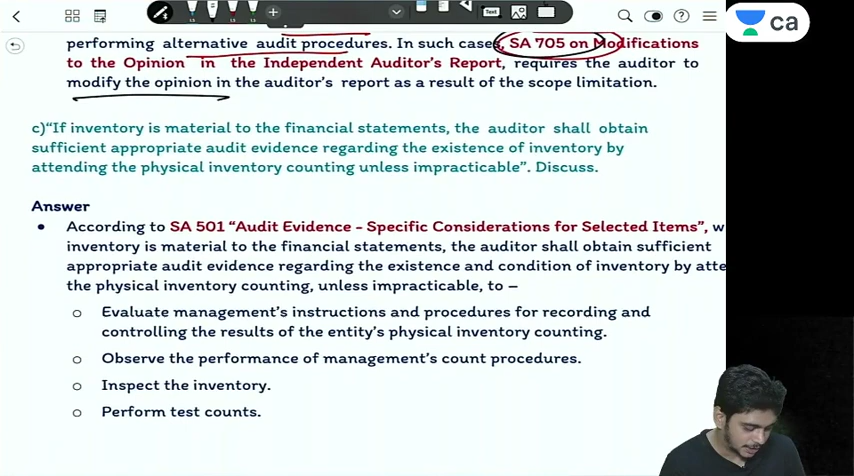 Text
ca
performing alternative audit procedures. In such cases, SA 705 on Modifications
to the Opinion in the Independent Auditor's Report, requires the auditor to
modify the opinion in the auditor's report as a result of the scope limitation.
c)“If inventory is material to the financial statements, the auditor shall obtain
sufficient appropriate audit evidence regarding the existence of inventory by
attending the physical inventory counting unless impracticable”. Discuss.
Answer
• According to SA 501 “Audit Evidence - Specific Considerations for Selected Items”, w
inventory is material to the financial statements, the auditor shall obtain sufficient
appropriate audit evidence regarding the existence and condition of inventory by atte
the physical inventory counting, unless impracticable, to –
o Evaluate management's instructions and procedures for recording and
controlling the results of the entity's physical inventory counting.
o Observe the performance of management's count procedures.
o Inspect the inventory.
o Perform test counts.